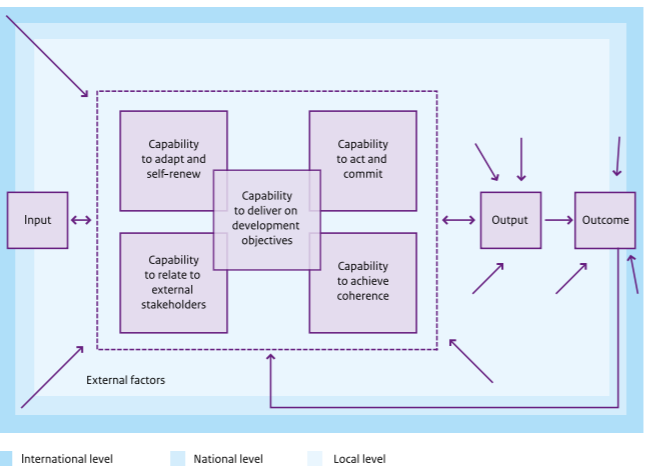 Capability
to adapt and
self-renew
Capability
to act and
commit
Capability
to deliver on
development
objectives
Input
Output
Outcome
Capability
to relate to
external
stakeholders
Capability
to achieve
coherence
External factors
International level
National level
Local level